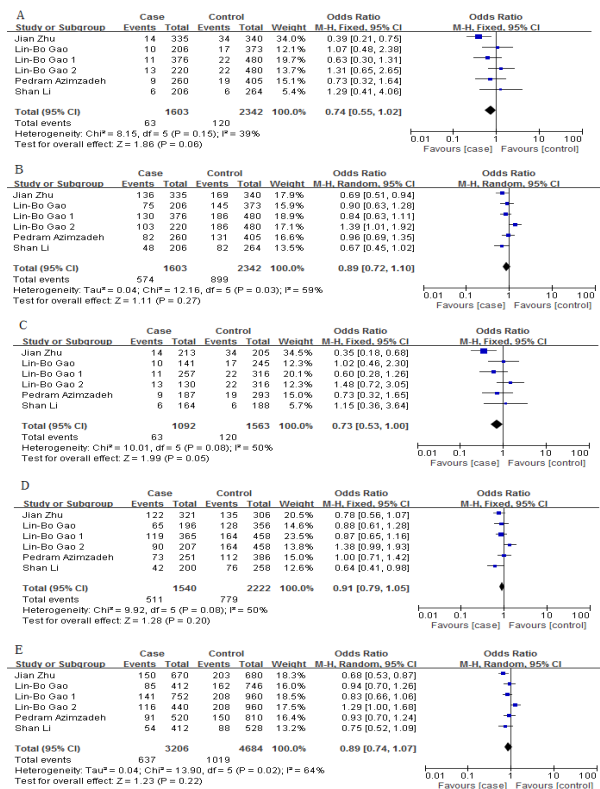 A
Case Control Odds Ratio Odds Ratio
Study or Subgroup Events Total Events Total Weight M-H, Fixed, 95% CI M-H, Fixed, 95% CI
Jian Zhu 14 335 34 340 34.0% 0.39 [0.21, 0.75]
Lin-Bo Gao 10 206 17 373 12.1% 1.07 [0.48, 2.38]
Lin-Bo Gao 1 11 376 22 480 20.1% 0.63 [0.30, 1.31]
Lin-Bo Gao 2 13 220 22 480 14.1% 1.31 [0.65, 2.65]
Pedram Azimzadeh 9 260 19 405 15.1% 0.73 [0.32, 1.64]
Shan Li 6 206 6 264 5.5% 1.29 [0.41, 4.06]
Total (95% CI) 1603 2342 100.0% 0.74 [0.55, 1.02]
Total events 63 120
Heterogeneity: Chi² = 8.15, df = 5 (P = 0.15); I² = 39%
Test for overall effect: Z = 1.86 (P = 0.06)
0.01 0.1 1 10 100
Favours [case] Favours [control]
B
Case Control Odds Ratio Odds Ratio
Study or Subgroup Events Total Events Total Weight M-H, Random, 95% CI M-H, Random, 95% CI
Jian Zhu 136 335 169 340 17.9% 0.69 [0.51, 0.94]
Lin-Bo Gao 75 206 145 373 16.1% 0.90 [0.63, 1.28]
Lin-Bo Gao 1 130 376 186 480 19.1% 0.84 [0.63, 1.11]
Lin-Bo Gao 2 103 220 186 480 17.1% 1.39 [1.01, 1.92]
Pedram Azimzadeh 82 260 131 405 16.7% 0.96 [0.69, 1.35]
Shan Li 48 206 82 264 13.2% 0.67 [0.45, 1.02]
Total (95% CI) 1603 2342 100.0% 0.89 [0.72, 1.10]
Total events 574 899
Heterogeneity: Tau² = 0.04; Chi² = 12.16, df = 5 (P = 0.03); I² = 59%
Test for overall effect: Z = 1.11 (P = 0.27)
0.01 0.1 1 10 100
Favours [case] Favours [control]
C
Case Control Odds Ratio Odds Ratio
Study or Subgroup Events Total Events Total Weight M-H, Fixed, 95% CI M-H, Fixed, 95% CI
Jian Zhu 14 213 34 205 34.5% 0.35 [0.18, 0.68]
Lin-Bo Gao 10 141 17 245 12.3% 1.02 [0.46, 2.30]
Lin-Bo Gao 1 11 257 22 316 20.1% 0.60 [0.28, 1.26]
Lin-Bo Gao 2 13 130 22 316 12.2% 1.48 [0.72, 3.05]
Pedram Azimzadeh 9 187 19 293 15.1% 0.73 [0.32, 1.65]
Shan Li 6 164 6 188 5.7% 1.15 [0.36, 3.64]
Total (95% CI) 1092 1563 100.0% 0.73 [0.53, 1.00]
Total events 63 120
Heterogeneity: Chi² = 10.01, df = 5 (P = 0.08); I² = 50%
Test for overall effect: Z = 1.99 (P = 0.05)
0.01 0.1 1 10 100
Favours [case] Favours [control]
D
Case Control Odds Ratio Odds Ratio
Study or Subgroup Events Total Events Total Weight M-H, Fixed, 95% CI M-H, Fixed, 95% CI
Jian Zhu 122 321 135 306 20.5% 0.78 [0.56, 1.07]
Lin-Bo Gao 65 196 128 356 14.6% 0.88 [0.61, 1.28]
Lin-Bo Gao 1 119 365 164 458 23.5% 0.87 [0.65, 1.16]
Lin-Bo Gao 2 90 207 164 458 13.8% 1.38 [0.99, 1.93]
Pedram Azimzadeh 73 251 112 386 15.0% 1.00 [0.71, 1.42]
Shan Li 42 200 76 258 12.6% 0.64 [0.41, 0.98]
Total (95% CI) 1540 2222 100.0% 0.91 [0.79, 1.05]
Total events 511 779
Heterogeneity: Chi² = 9.92, df = 5 (P = 0.08); I² = 50%
Test for overall effect: Z = 1.28 (P = 0.20)
0.01 0.1 1 10 100
Favours [case] Favours [control]
E
Case Control Odds Ratio Odds Ratio
Study or Subgroup Events Total Events Total Weight M-H, Random, 95% CI M-H, Random, 95% CI
Jian Zhu 150 670 203 680 18.3% 0.68 [0.53, 0.87]
Lin-Bo Gao 85 412 162 746 16.0% 0.94 [0.70, 1.26]
Lin-Bo Gao 1 141 752 208 960 19.1% 0.83 [0.66, 1.06]
Lin-Bo Gao 2 116 440 208 960 17.7% 1.29 [1.00, 1.68]
Pedram Azimzadeh 91 520 150 810 16.3% 0.93 [0.70, 1.24]
Shan Li 54 412 88 528 12.5% 0.75 [0.52, 1.09]
Total (95% CI) 3206 4684 100.0% 0.89 [0.74, 1.07]
Total events 637 1019
Heterogeneity: Tau² = 0.04; Chi² = 13.90, df = 5 (P = 0.02); I² = 64%
Test for overall effect: Z = 1.23 (P = 0.22)
0.01 0.1 1 10 100
Favours [case] Favours [control]